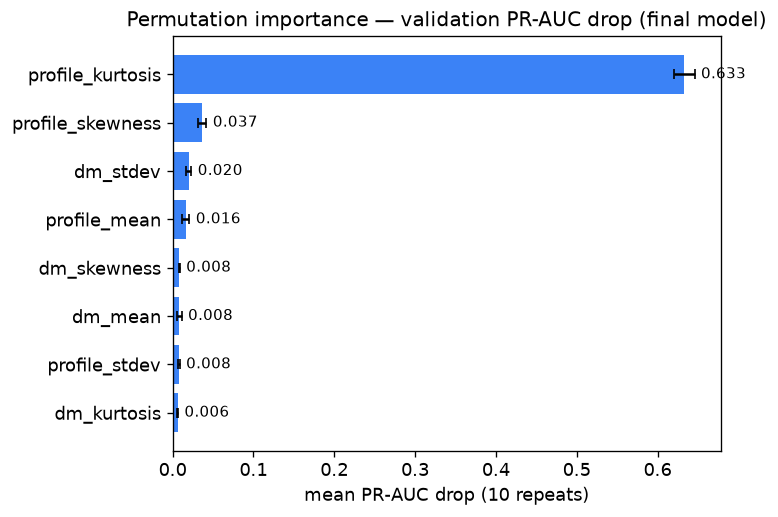 Permutation importance — validation PR-AUC drop (final model)
profile_kurtosis 0.633
profile_skewness 0.037
dm_stdev 0.020
profile_mean 0.016
dm_skewness 0.008
dm_mean 0.008
profile_stdev 0.008
dm_kurtosis 0.006
0.0 0.1 0.2 0.3 0.4 0.5 0.6
mean PR-AUC drop (10 repeats)